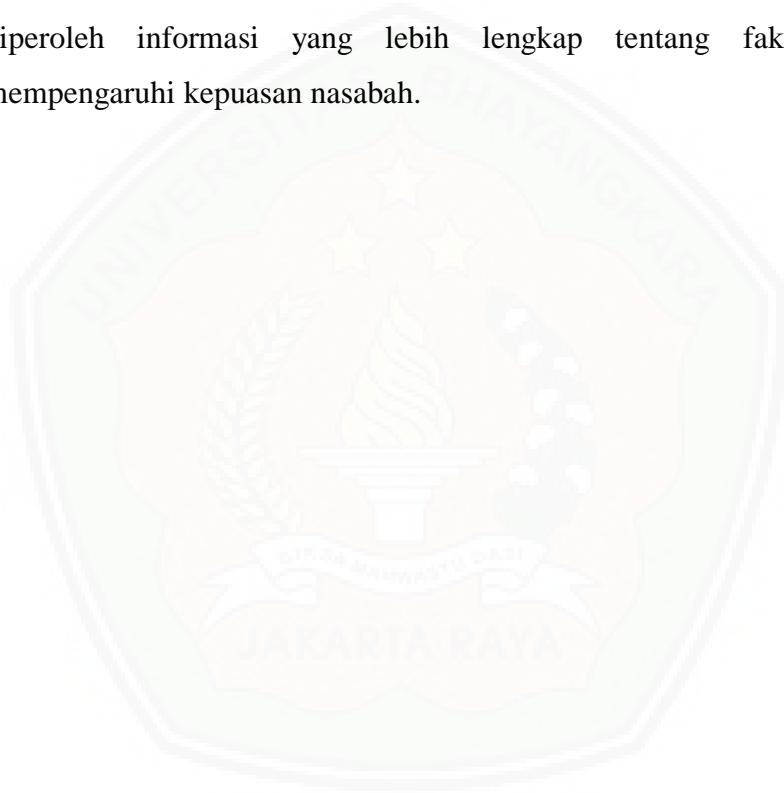 iperoleh informasi yang lebih lengkap tentang fak
nempengaruhi kepuasan nasabah.
UNIVERSITAS BHAYANGKARA
JAKARTA RAYA